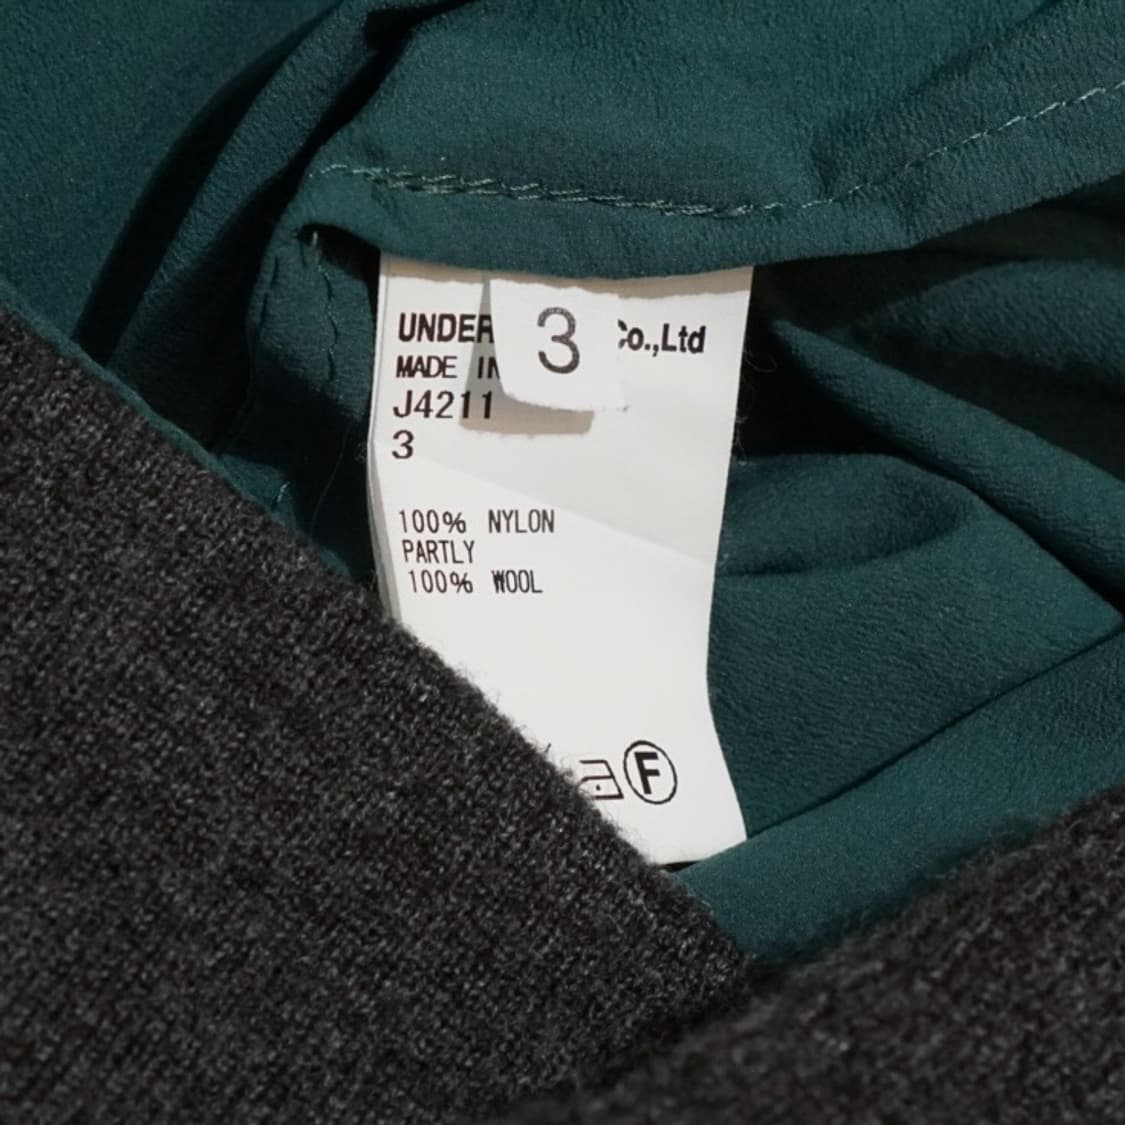 UNDER
3
Co.,Ltd
MADE IN
J4211
3
100% NYLON
PARTLY
100% WOOL
F